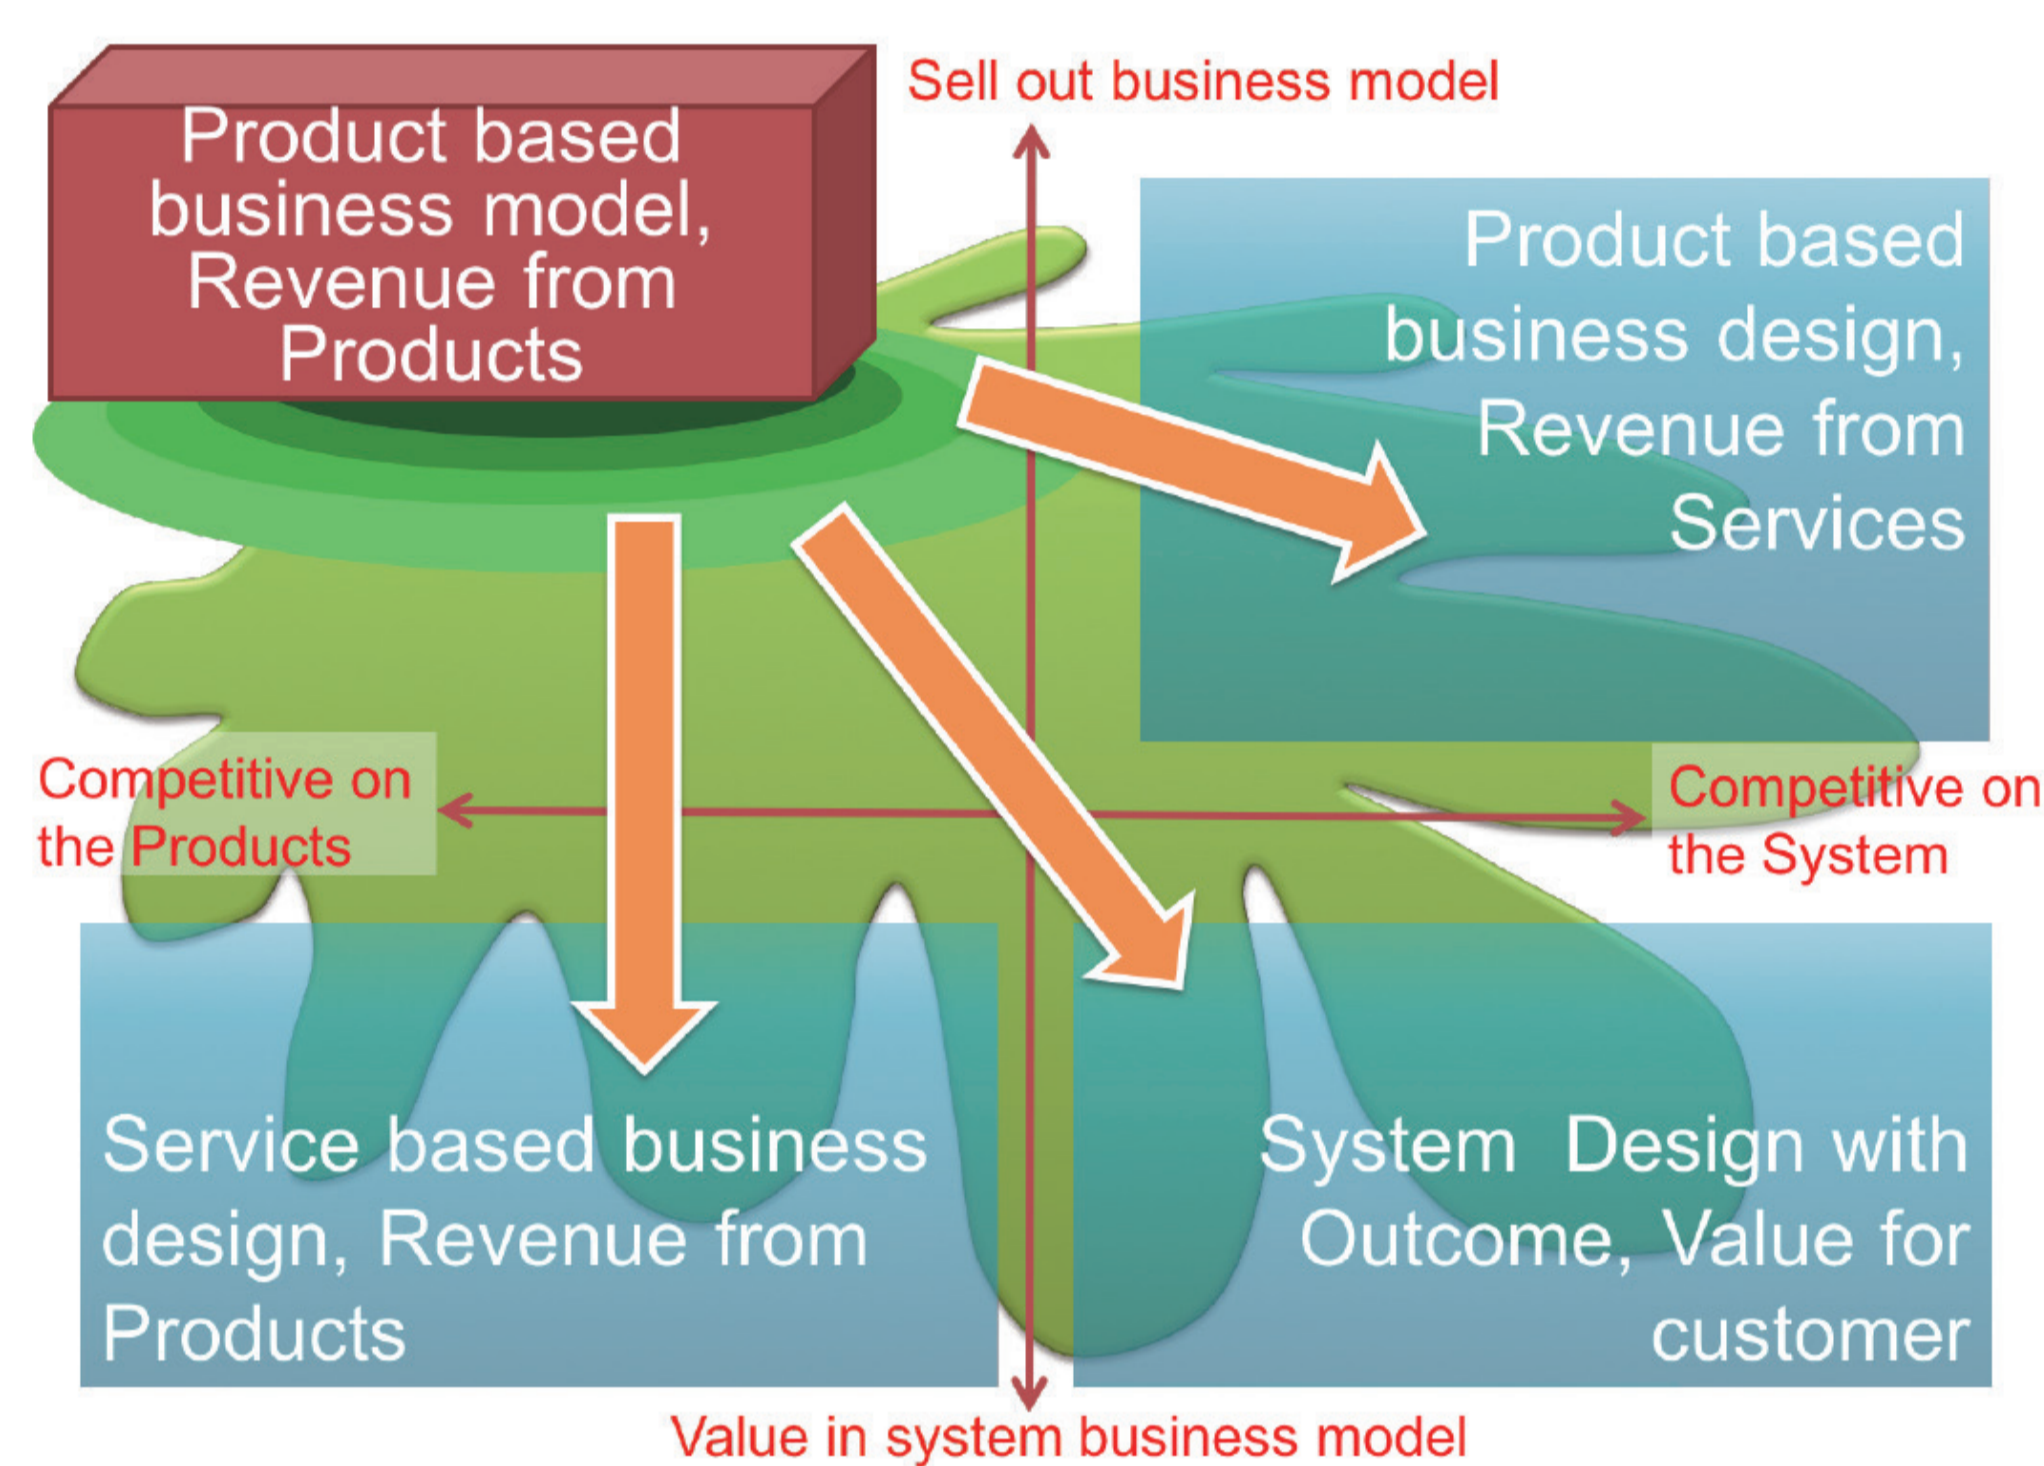 Sell out business model
Product based
business model,
Revenue from
Products
Product based
business design,
Revenue from
Services
Competitive on
the Products
Competitive on
the System
Service based business
design, Revenue from
Products
System Design with
Outcome, Value for
customer
Value in system business model